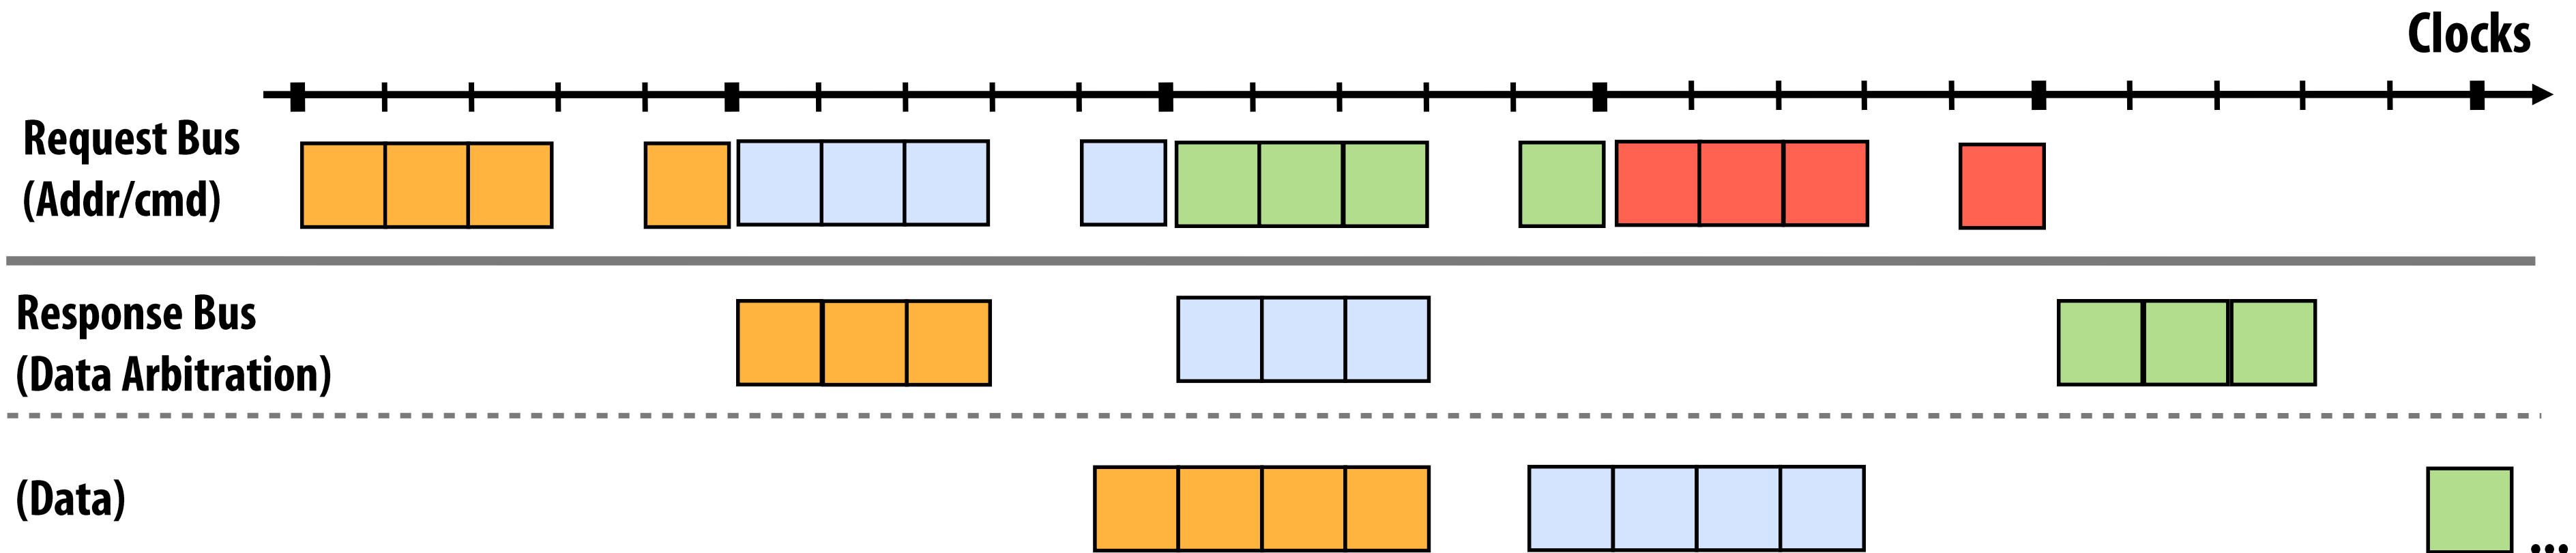 Clocks
Request Bus
(Addr/cmd)
Response Bus
(Data Arbitration)
(Data)
...